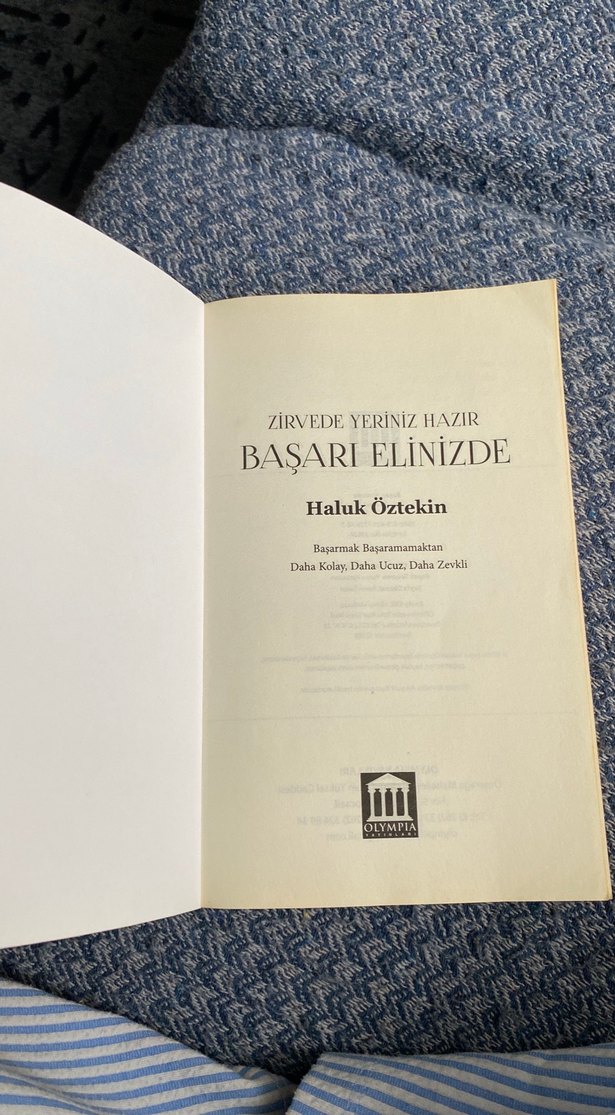 ZİRVEDE YERİNİZ HAZIR
BAŞARI ELİNİZDE
Haluk Öztekin
Başarmak Başaramamaktan
Daha Kolay, Daha Ucuz, Daha Zevkli
OLYMPIA
YAYINLARI